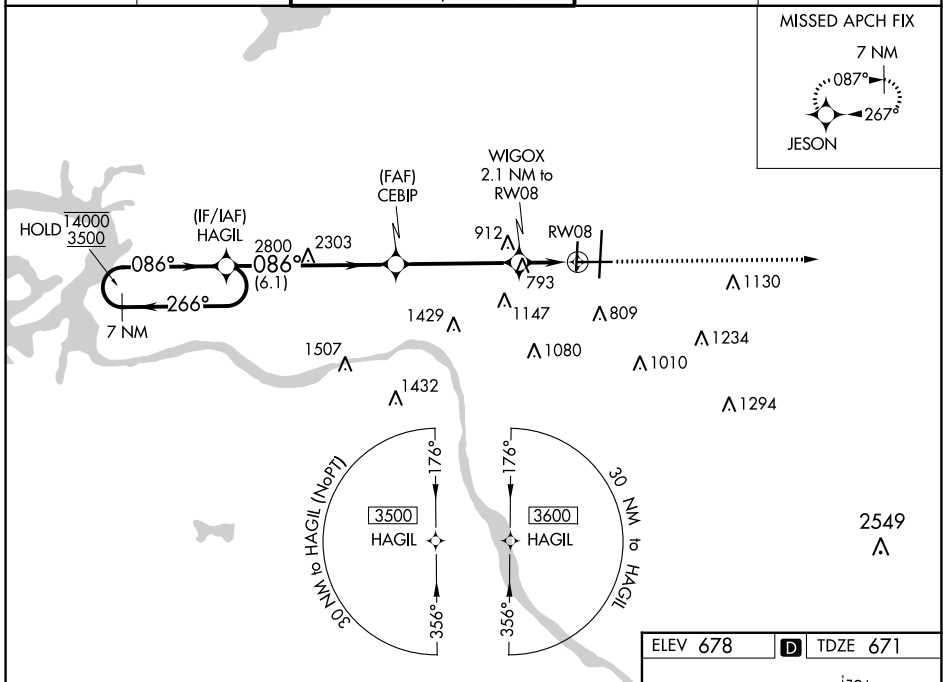 MISSED APCH FIX
7 NM
087°
267°
JESON
WIGOX
2.1 NM to
RW08
(FAF)
CEBIP
(IF/IAF)
HAGIL
HOLD 14000
3500
2800
2303
912
RW08
086°
086°
(6.1)
793
1130
266°
7 NM
1147
809
1429
1234
1507
1080
1010
1432
1294
30 NM to HAGIL (NoPT)
176°
3500
HAGIL
356°
176°
3600
HAGIL
356°
30 NM to HAGIL
2549
ELEV 678
D
TDZE 671